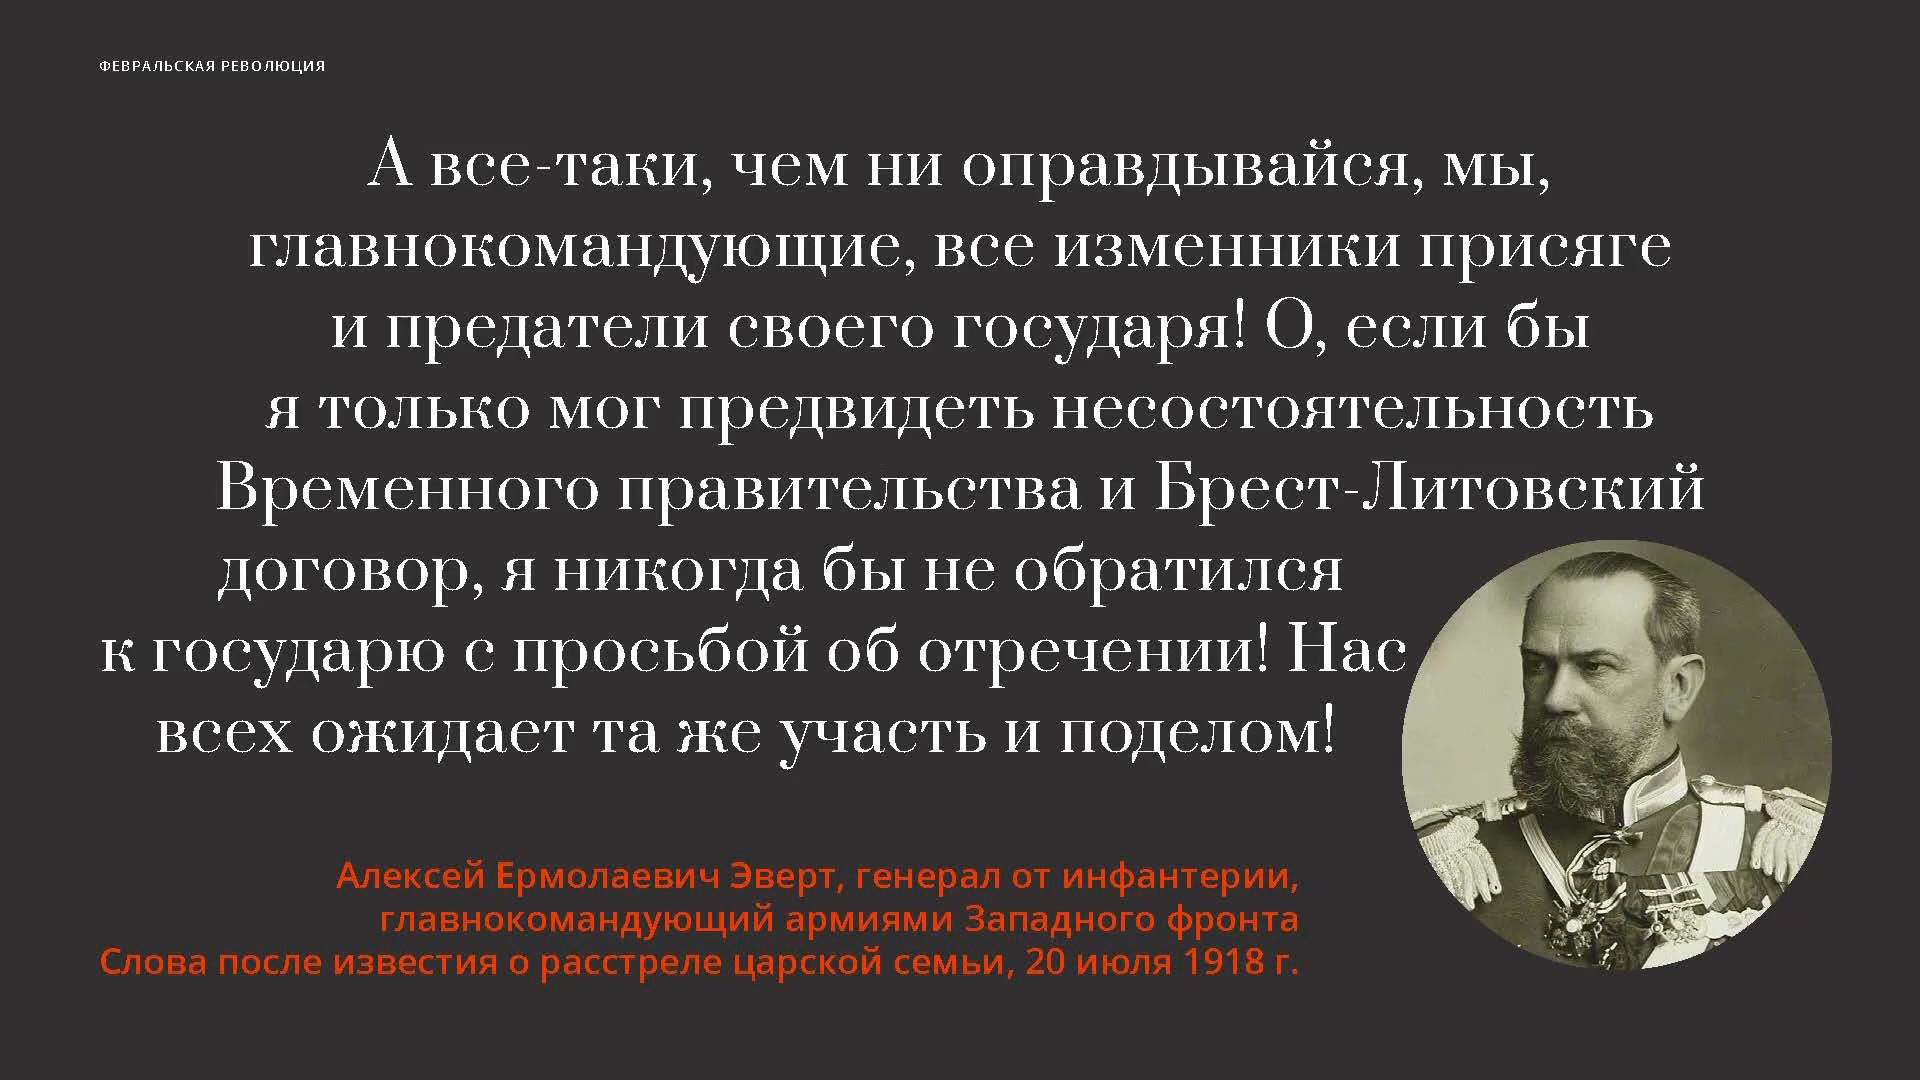 ФЕВРАЛЬСКАЯ РЕВОЛЮЦИЯ
А все-таки, чем ни оправдывайся, мы,
главнокомандующие, все изменники присяге
и предатели своего государя! О, если бы
я только мог предвидеть несостоятельность
Временного правительства и Брест-Литовский
договор, я никогда бы не обратился
к государю с просьбой об отречении! Нас
всех ожидает та же участь и поделом!
Алексей Ермолаевич Эверт, генерал от инфантерии,
главнокомандующий армиями Западного фронта
Слова после известия о расстреле царской семьи, 20 июля 1918 г.